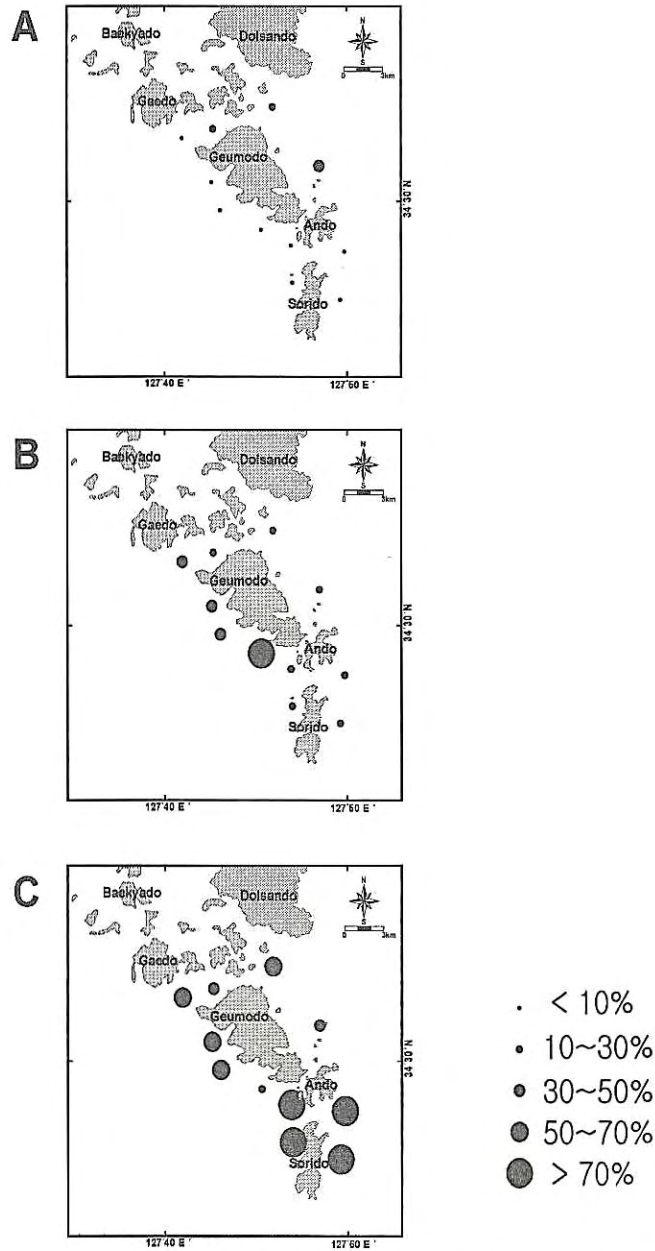 A
Baekyado
Dolsando
N
S
0 3km
Gaedo
Geumodo
34°30'N
Ando
Sorido
127°40 E '
127°50 E '
B
Baekyado
Dolsando
N
S
0 3km
Gaedo
Geumodo
34°30'N
Ando
Sorido
127°40 E '
127°50 E '
C
Baekyado
Dolsando
N
S
0 3km
Gaedo
Geumodo
34°30'N
Ando
Sorido
127°40 E '
127°50 E '
< 10%
10~30%
30~50%
50~70%
> 70%